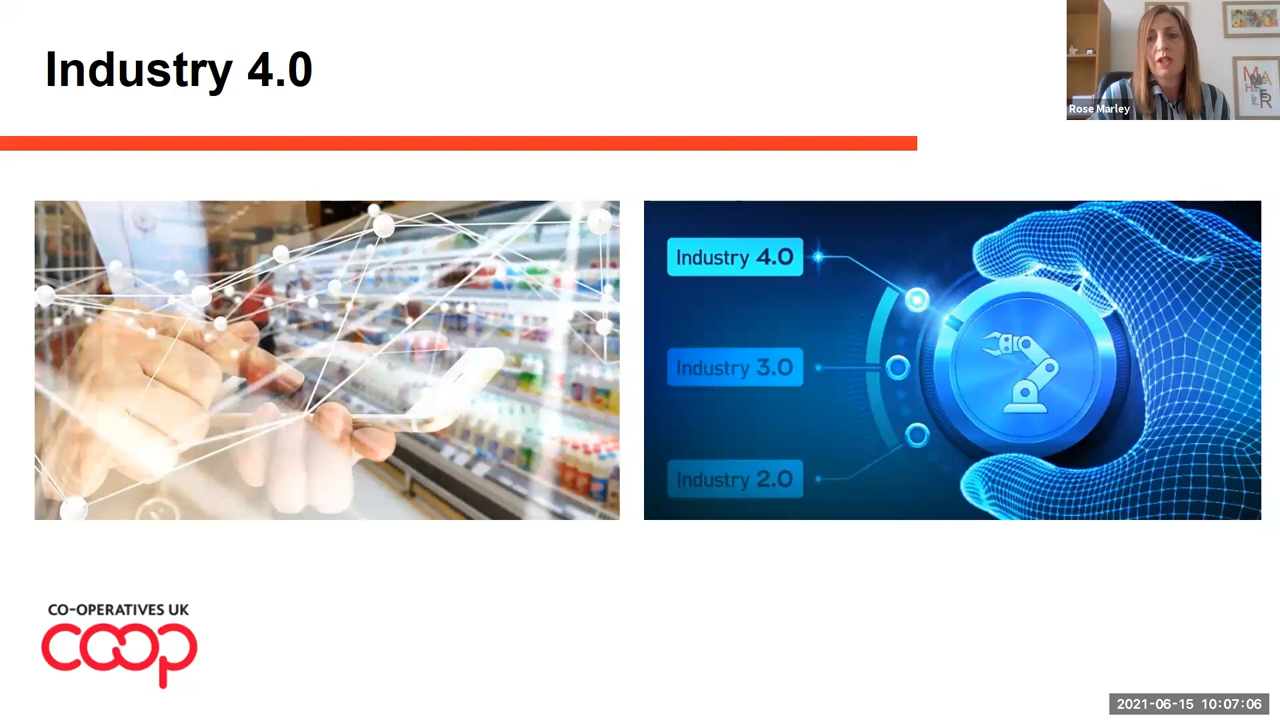 Industry 4.0
Rose Marley
Industry 4.0
Industry 3.0
Industry 2.0
CO-OPERATIVES UK
coop
2021-06-15 10:07:06